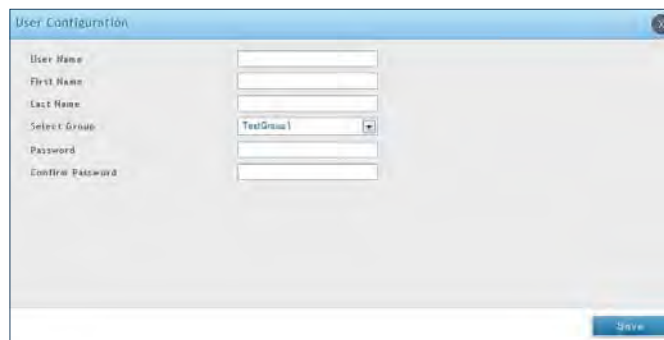 User Configuration
X
User Name
First Name
Last Name
Select Group
TestGroup1
Password
Confirm Password
Save